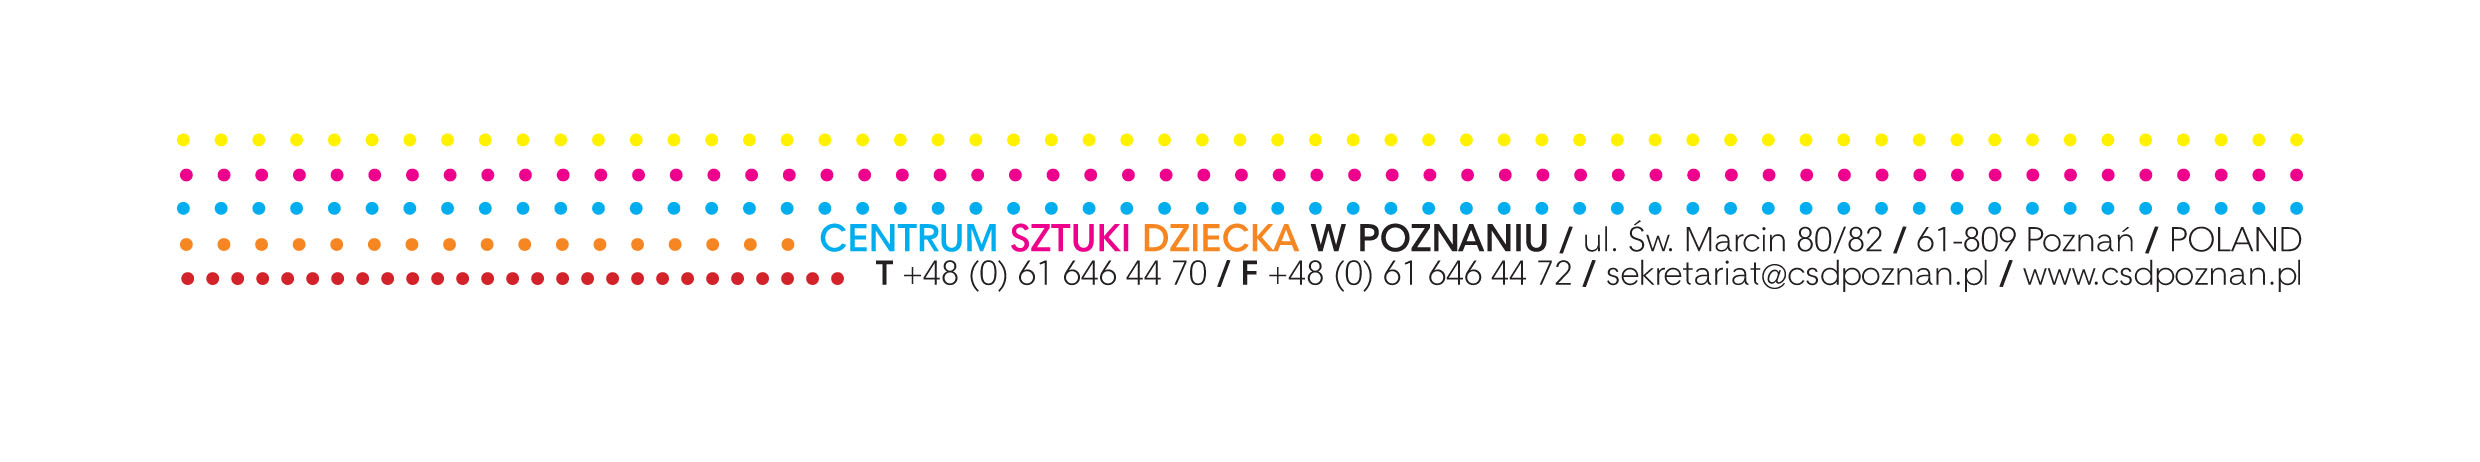 CENTRUM SZTUKI DZIECKA W POZNANIU / ul. Św. Marcin 80/82 / 61-809 Poznań / POLAND
T +48 (0) 61 646 44 70 / F +48 (0) 61 646 44 72 / sekretariat@csdpoznan.pl / www.csdpoznan.pl